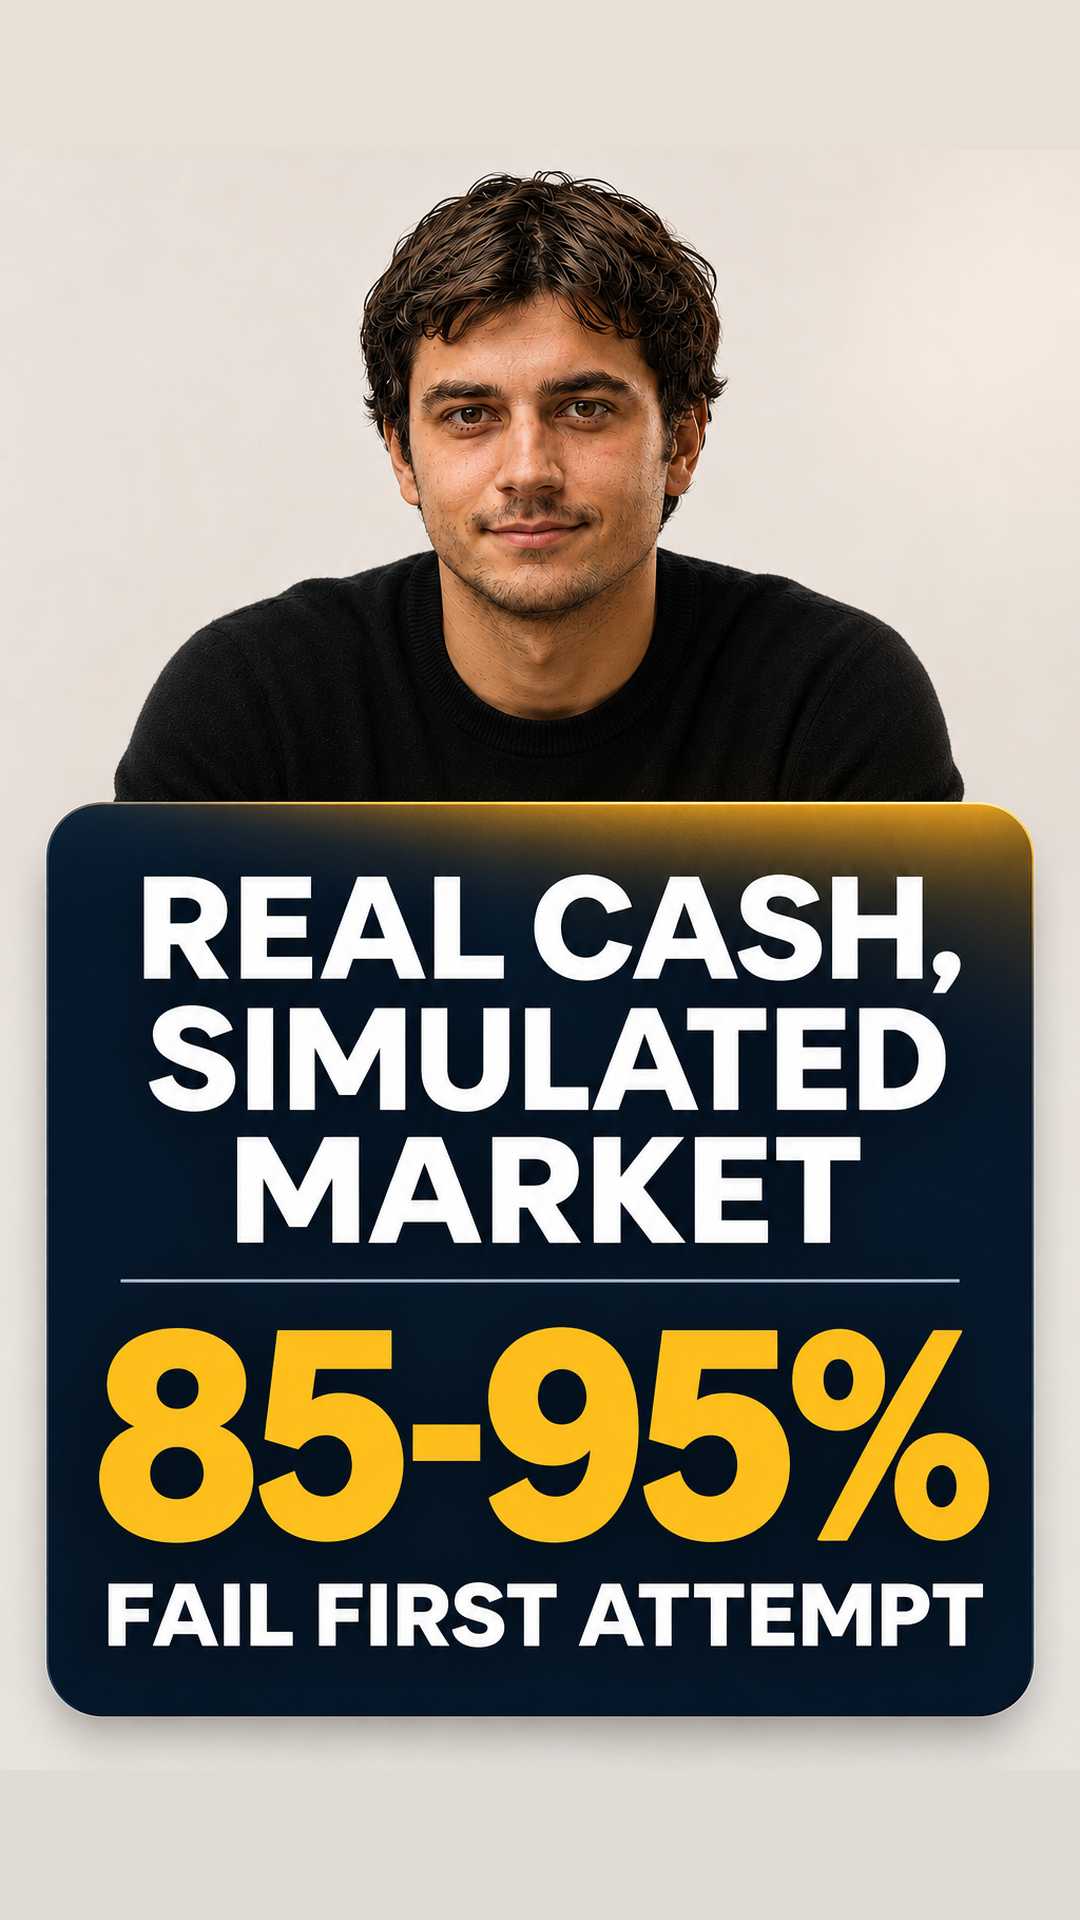 REAL CASH,
SIMULATED
MARKET
85-95%
FAIL FIRST ATTEMPT